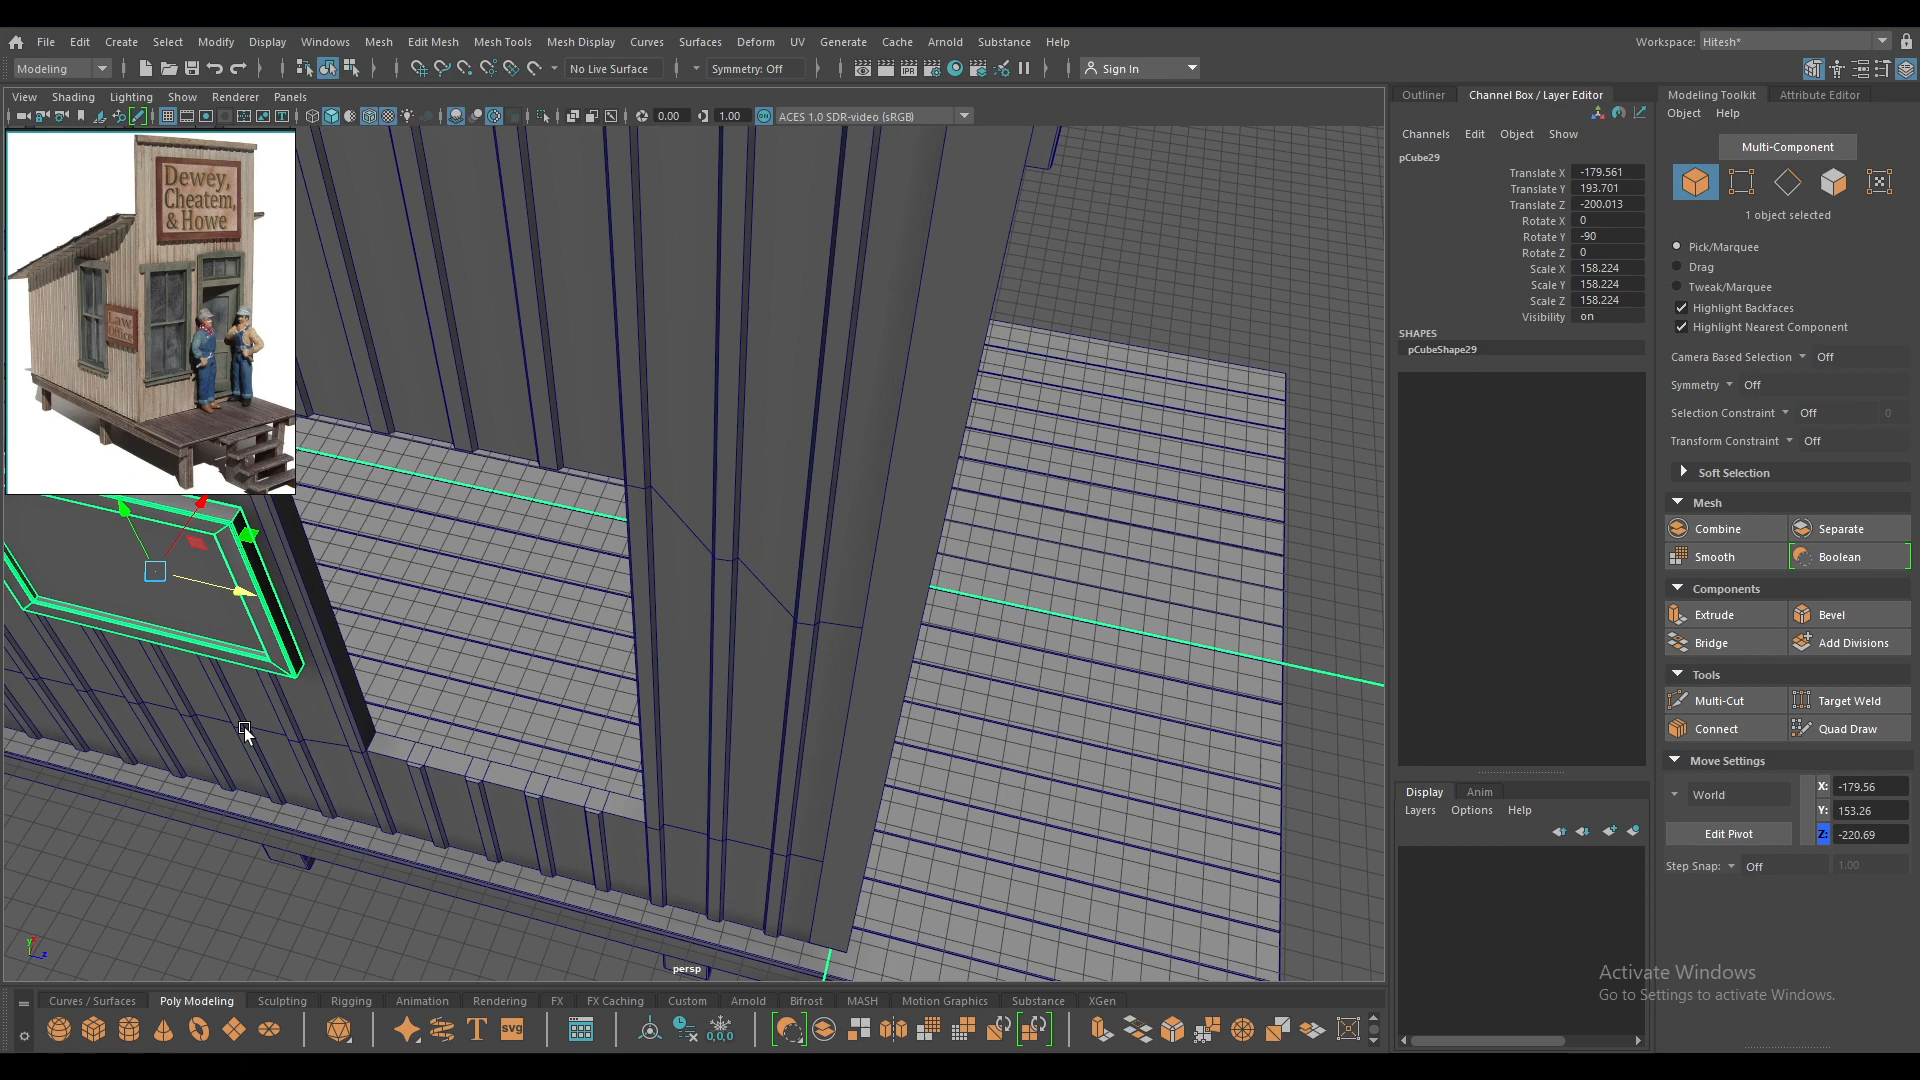 File Edit Create Select Modify Display Windows Mesh Edit Mesh Mesh Tools Mesh Display Curves Surfaces Deform UV Generate Cache Arnold Substance Help
Workspace: Hitesh*
Modeling No Live Surface Symmetry: Off Sign In
View Shading Lighting Show Renderer Panels
0.00 1.00 ON ACES 1.0 SDR-video (sRGB)
Dewey,
Cheatem,
& Howe
Law
Office
persp
Outliner Channel Box / Layer Editor
Channels Edit Object Show
pCube29
Translate X -179.561
Translate Y 193.701
Translate Z -200.013
Rotate X 0
Rotate Y -90
Rotate Z 0
Scale X 158.224
Scale Y 158.224
Scale Z 158.224
Visibility on
SHAPES
pCubeShape29
Display Anim
Layers Options Help
Modeling Toolkit Attribute Editor
Object Help
Multi-Component
1 object selected
Pick/Marquee
Drag
Tweak/Marquee
Highlight Backfaces
Highlight Nearest Component
Camera Based Selection Off
Symmetry Off
Selection Constraint Off 0
Transform Constraint Off
Soft Selection
Mesh
Combine Separate
Smooth Boolean
Components
Extrude Bevel
Bridge Add Divisions
Tools
Multi-Cut Target Weld
Connect Quad Draw
Move Settings
World X: -179.56
Y: 153.26
Edit Pivot Z: -220.69
Step Snap: Off 1.00
Activate Windows
Go to Settings to activate Windows.
Curves / Surfaces Poly Modeling Sculpting Rigging Animation Rendering FX FX Caching Custom Arnold Bifrost MASH Motion Graphics Substance XGen
T svg 0,0,0